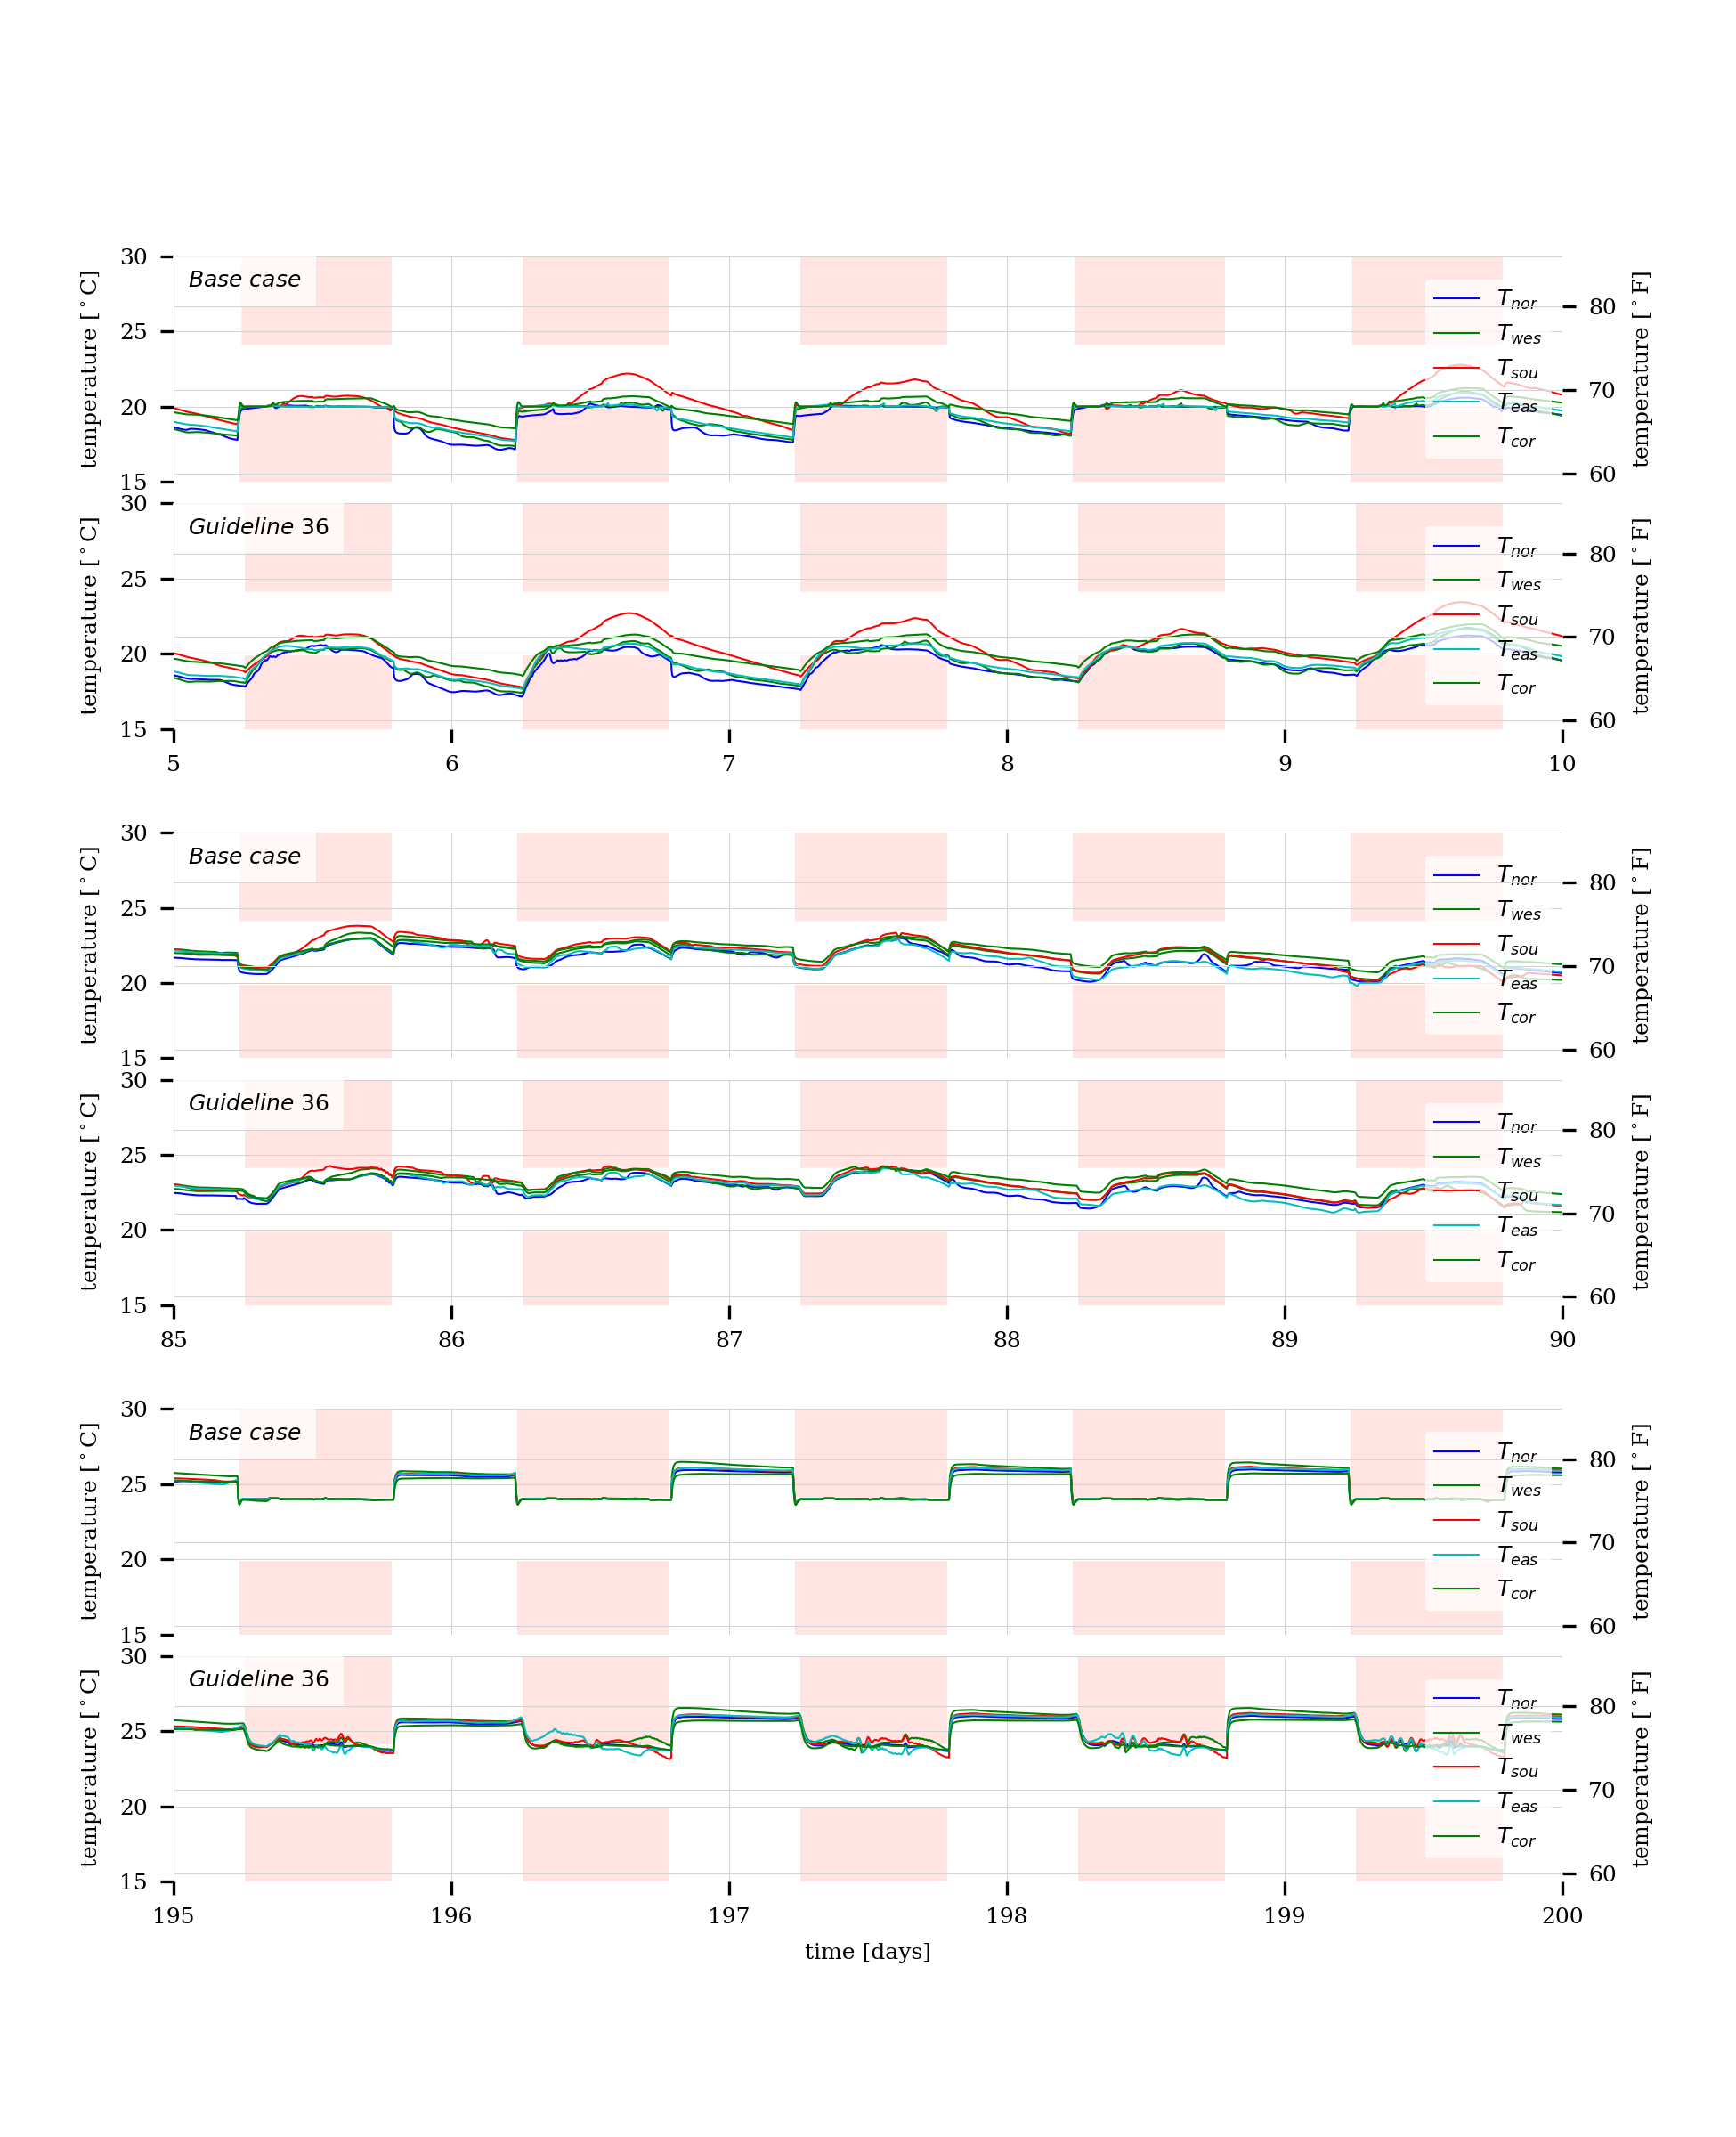 Base case
temperature [°C]
30
25
20
15
T_nor
T_wes
T_sou
T_eas
T_cor
80
70
60
temperature [°F]
Guideline 36
temperature [°C]
30
25
20
15
T_nor
T_wes
T_sou
T_eas
T_cor
80
70
60
temperature [°F]
5 6 7 8 9 10
Base case
temperature [°C]
30
25
20
15
T_nor
T_wes
T_sou
T_eas
T_cor
80
70
60
temperature [°F]
Guideline 36
temperature [°C]
30
25
20
15
T_nor
T_wes
T_sou
T_eas
T_cor
80
70
60
temperature [°F]
85 86 87 88 89 90
Base case
temperature [°C]
30
25
20
15
T_nor
T_wes
T_sou
T_eas
T_cor
80
70
60
temperature [°F]
Guideline 36
temperature [°C]
30
25
20
15
T_nor
T_wes
T_sou
T_eas
T_cor
80
70
60
temperature [°F]
195 196 197 198 199 200
time [days]